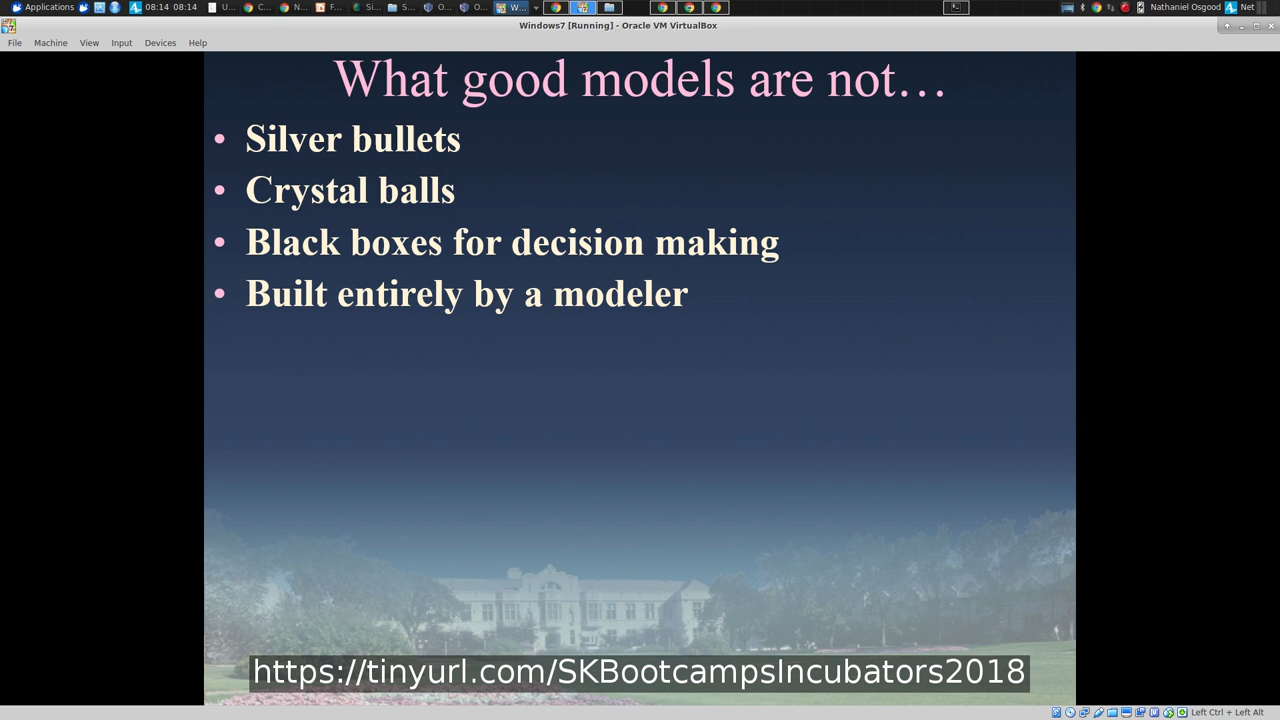 Applications
08:14 08:14
U...
C...
N...
F...
Si...
S...
O...
O...
W...
Nathaniel Osgood
Net
Windows7 [Running] - Oracle VM VirtualBox
File Machine View Input Devices Help
What good models are not…
• Silver bullets
• Crystal balls
• Black boxes for decision making
• Built entirely by a modeler
https://tinyurl.com/SKBootcampsIncubators2018
Left Ctrl + Left Alt